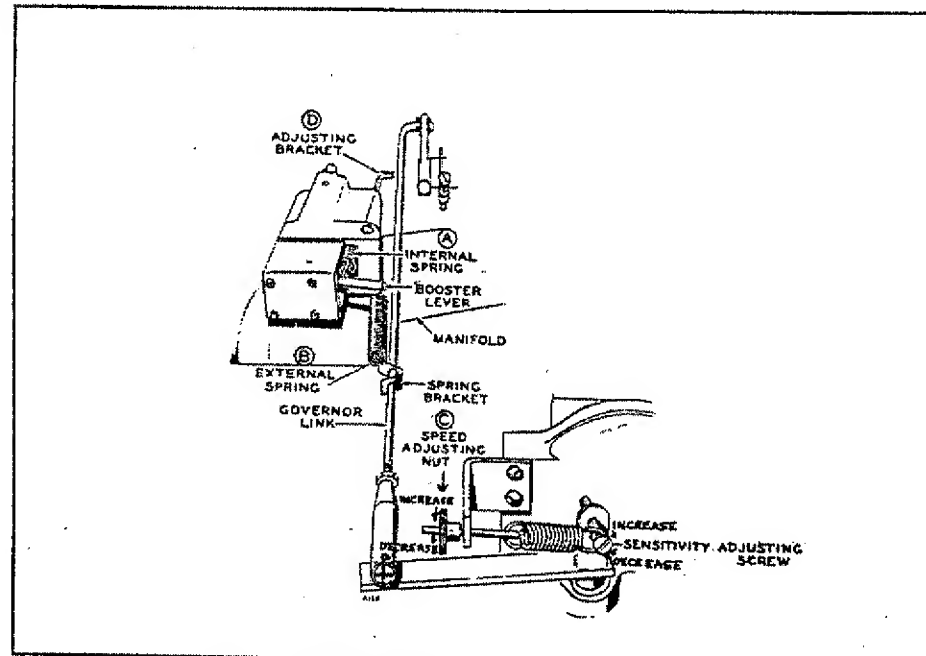 D
ADJUSTING
BRACKET
A
INTERNAL
SPRING
BOOSTER
LEVER
MANIFOLD
B
EXTERNAL
SPRING
SPRING
BRACKET
GOVERNOR
LINK
C
SPEED
ADJUSTING
NUT
INCREASE
DECREASE
INCREASE
SENSITIVITY ADJUSTING
SCREW
DECREASE